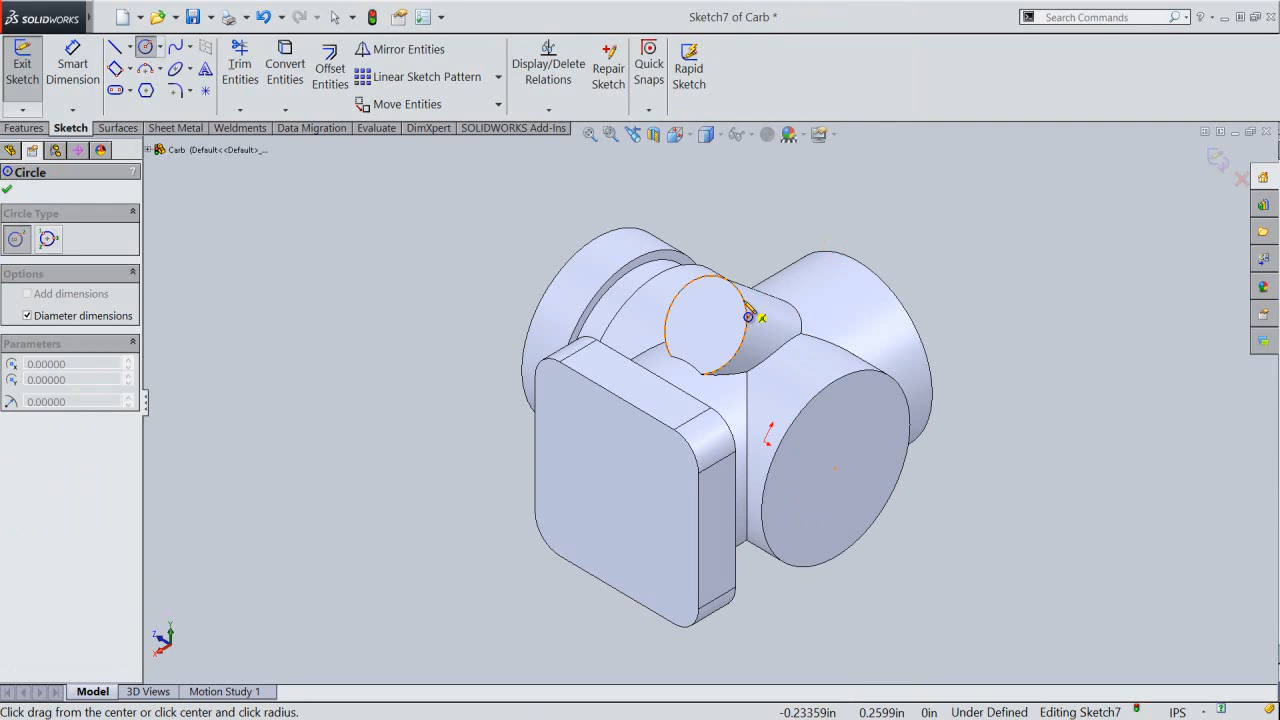 SOLIDWORKS
Sketch7 of Carb *
Search Commands
Exit Sketch
Smart Dimension
Trim Entities
Convert Entities
Offset Entities
Mirror Entities
Linear Sketch Pattern
Move Entities
Display/Delete Relations
Repair Sketch
Quick Snaps
Rapid Sketch
Features
Sketch
Surfaces
Sheet Metal
Weldments
Data Migration
Evaluate
DimXpert
SOLIDWORKS Add-Ins
Carb (Default<<Default>_...
Circle
?
Circle Type
Options
Add dimensions
Diameter dimensions
Parameters
0.00000
0.00000
0.00000
Y
Z
X
Model
3D Views
Motion Study 1
Click drag from the center or click center and click radius.
-0.23359in
0.2599in
0in
Under Defined
Editing Sketch7
IPS